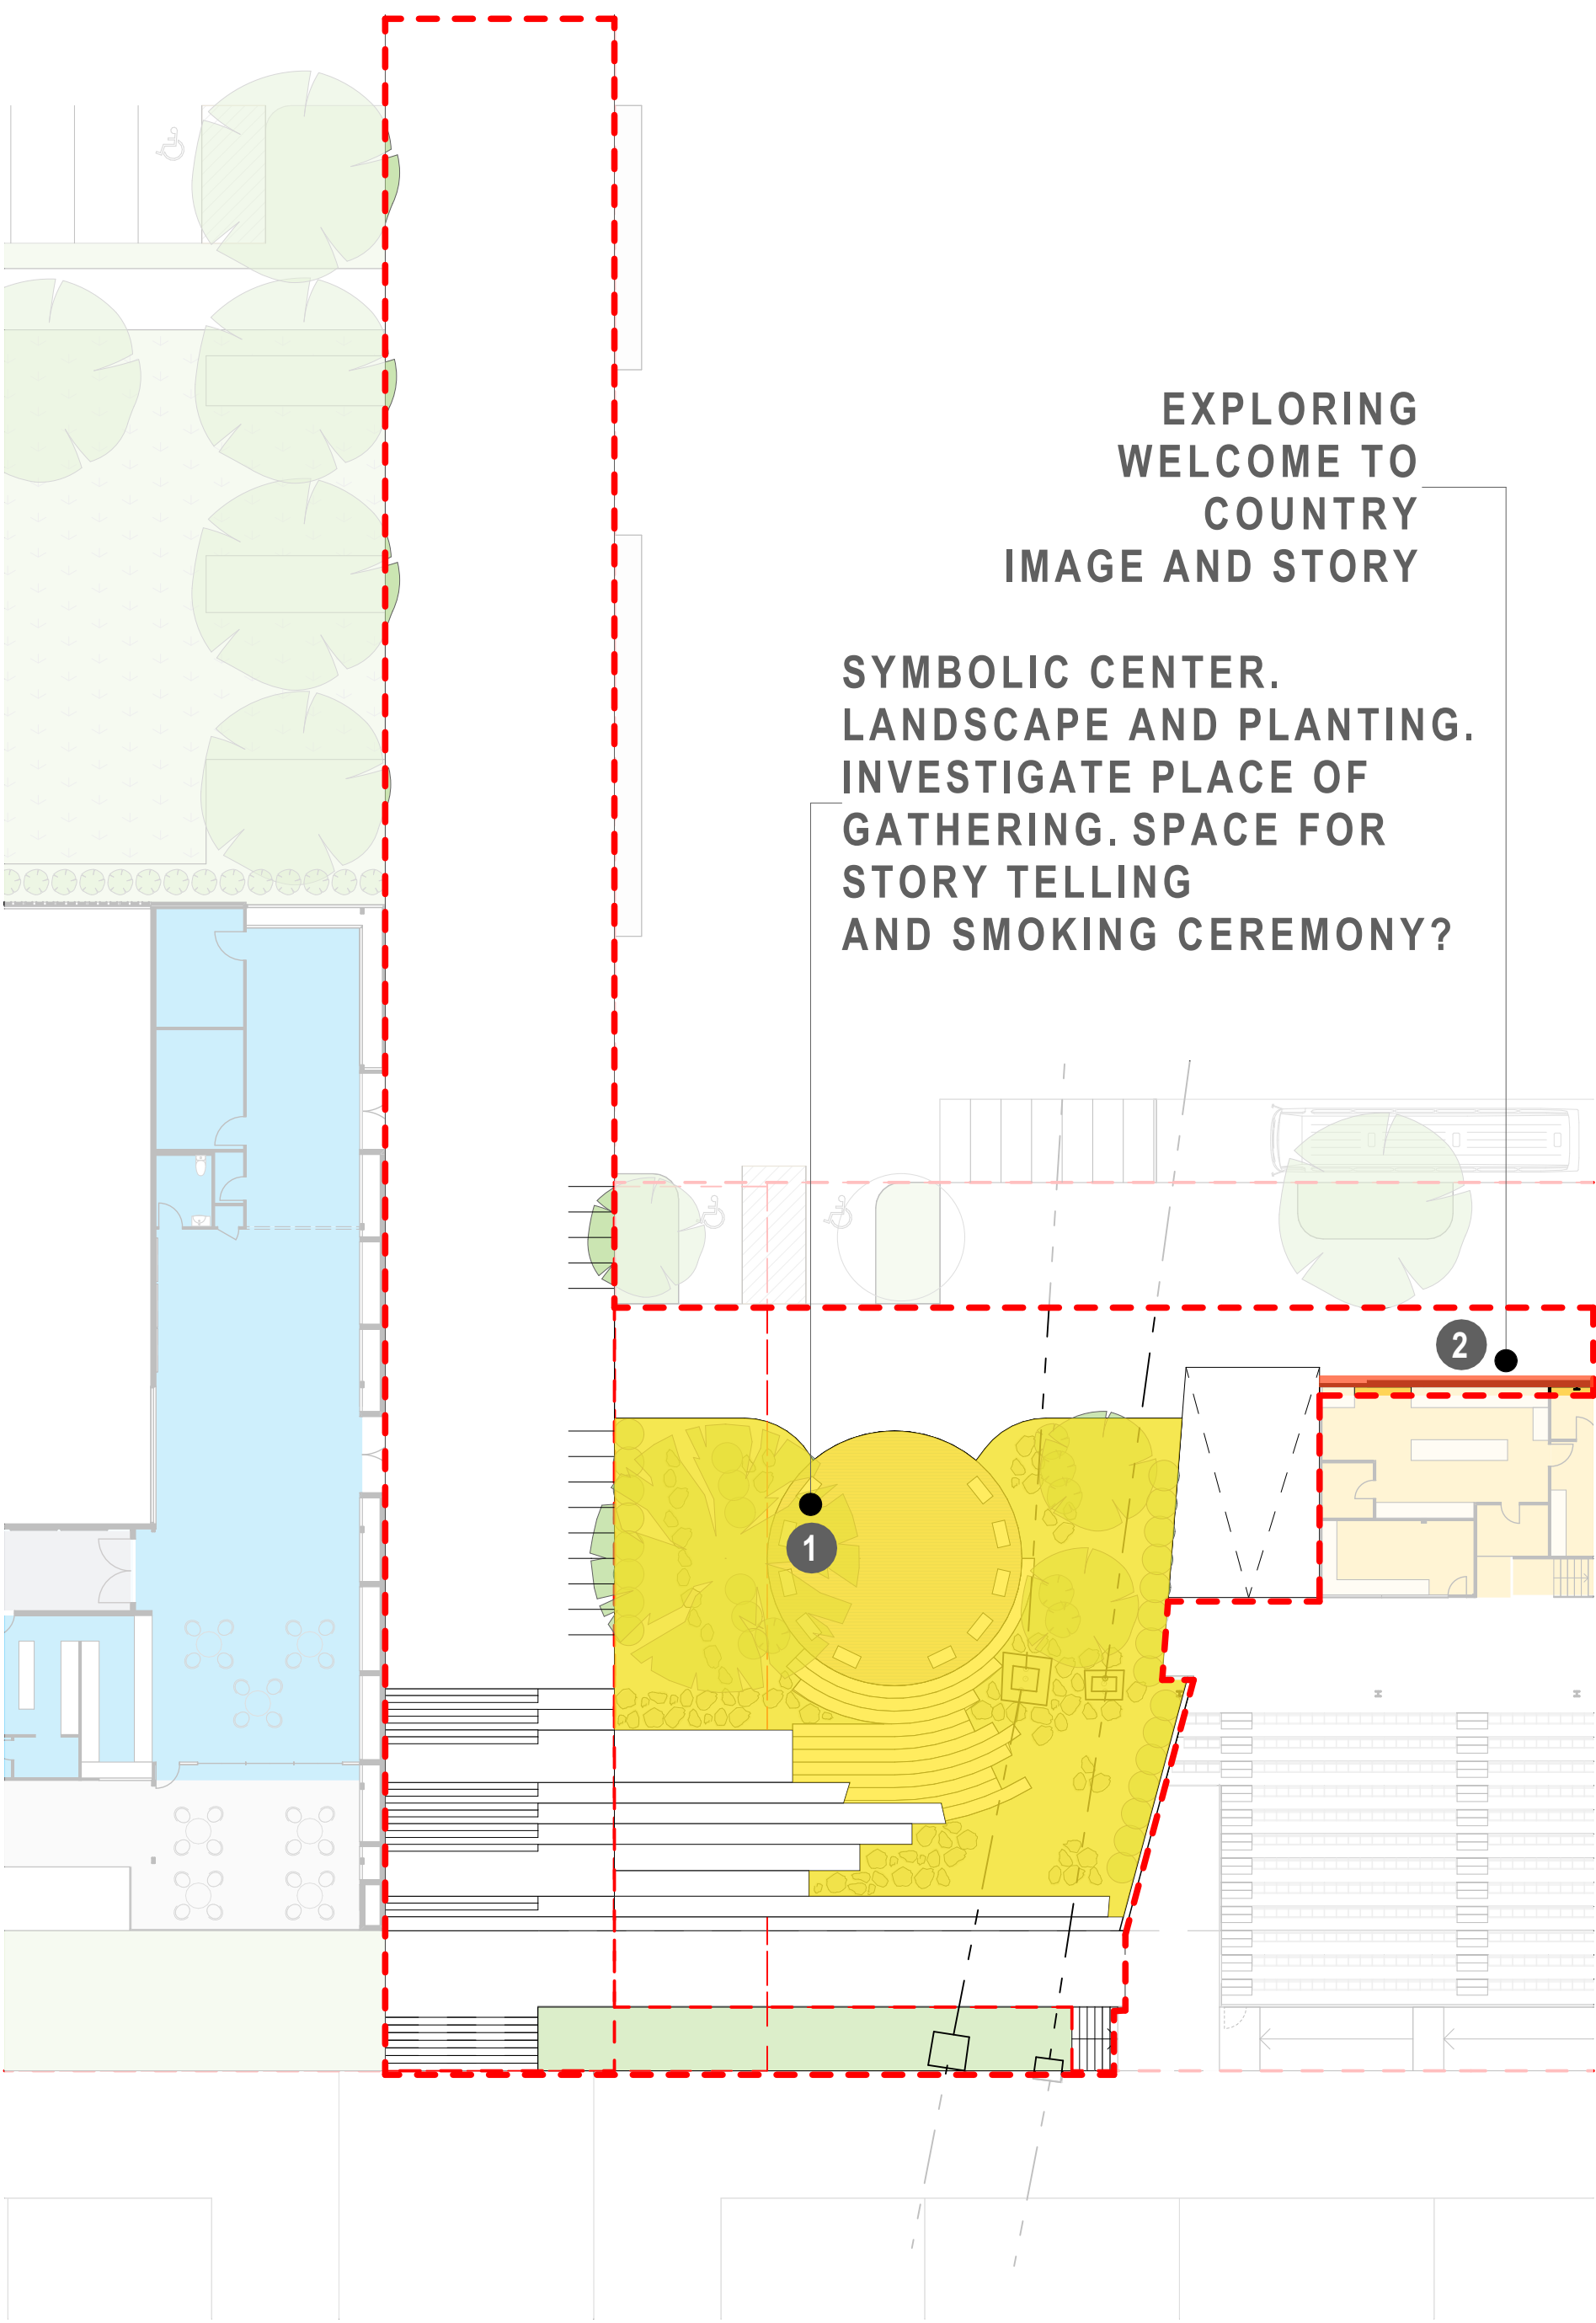 EXPLORING
WELCOME TO
COUNTRY
IMAGE AND STORY
SYMBOLIC CENTER.
LANDSCAPE AND PLANTING.
INVESTIGATE PLACE OF
GATHERING. SPACE FOR
STORY TELLING
AND SMOKING CEREMONY?
2
1